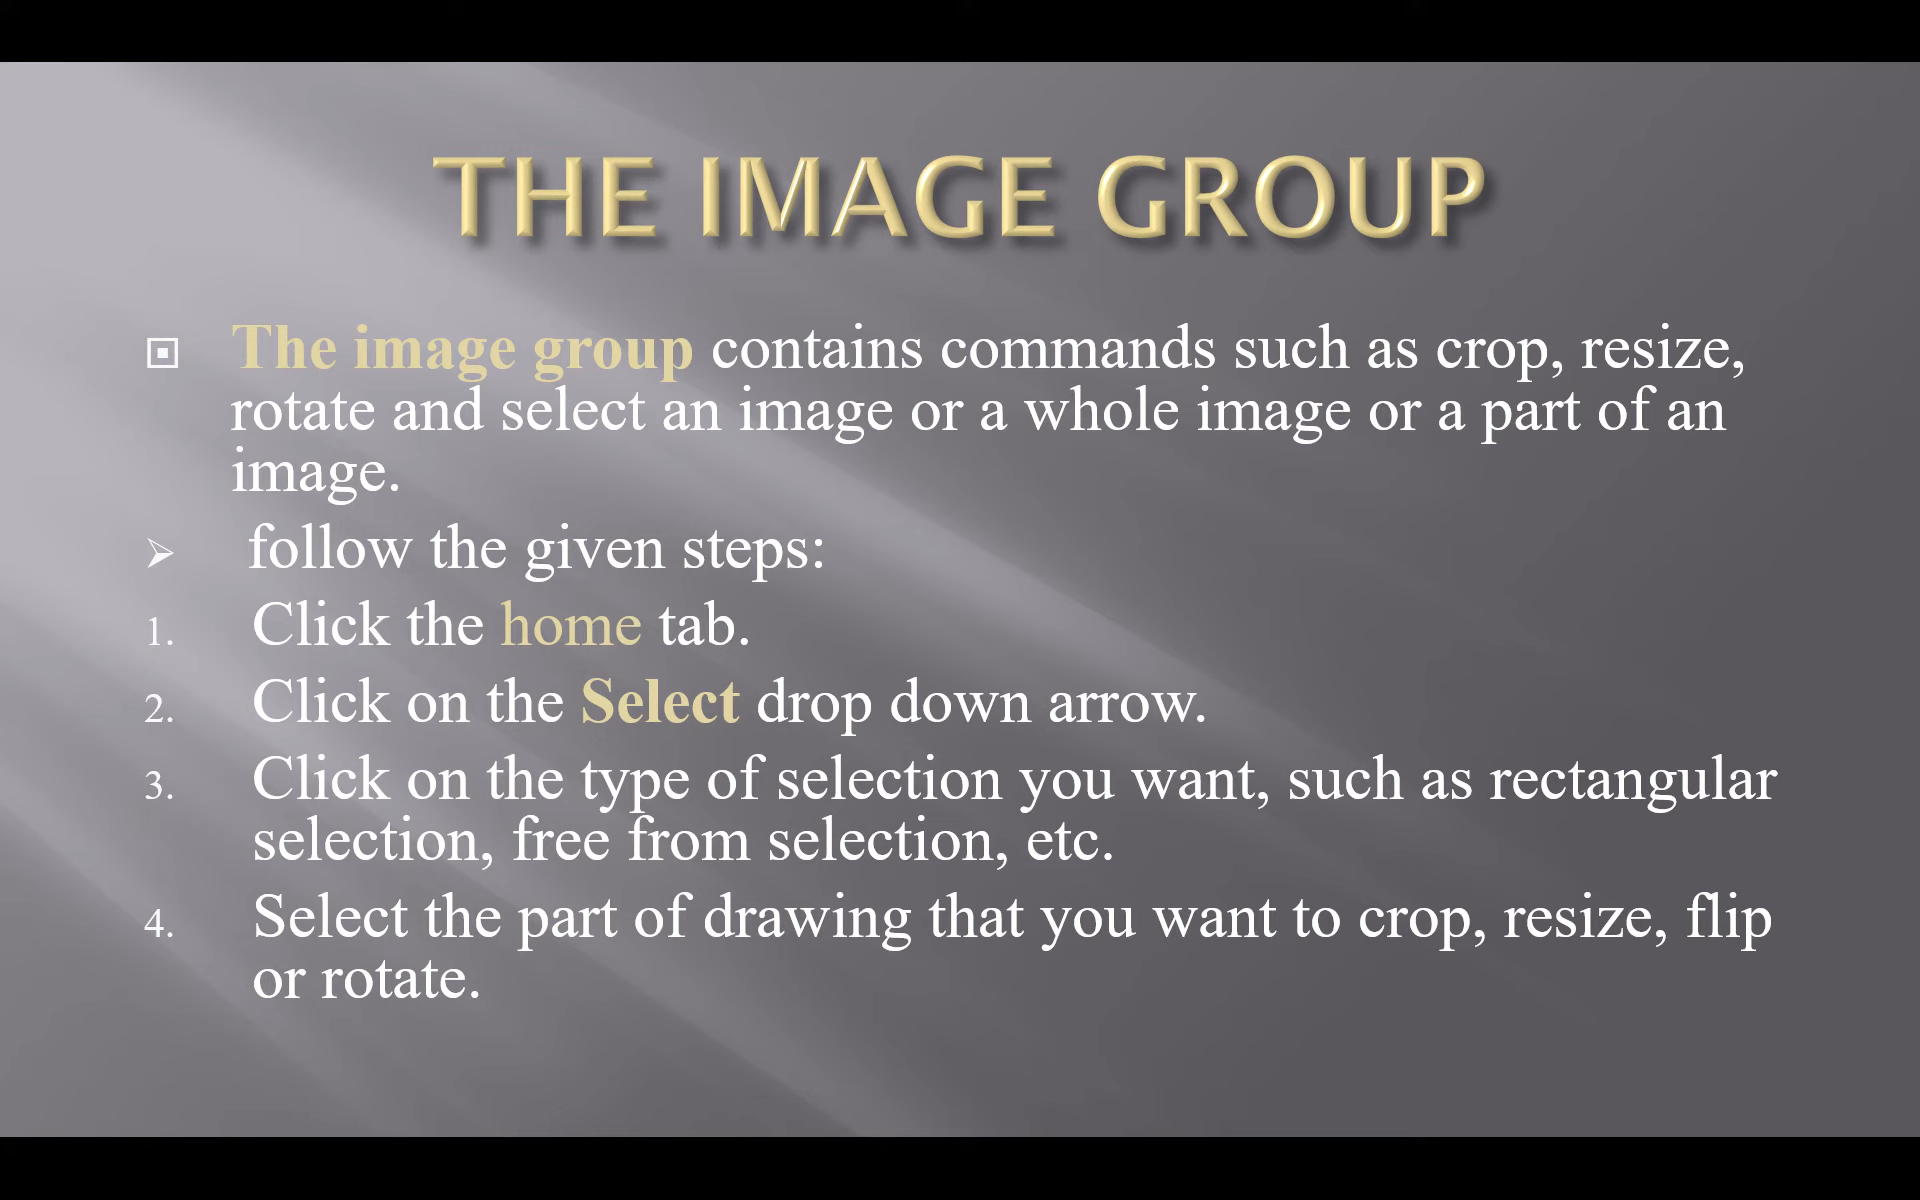 THE IMAGE GROUP
The image group contains commands such as crop, resize,
rotate and select an image or a whole image or a part of an
image.
follow the given steps:
1. Click the home tab.
2. Click on the Select drop down arrow.
3. Click on the type of selection you want, such as rectangular
selection, free from selection, etc.
4. Select the part of drawing that you want to crop, resize, flip
or rotate.